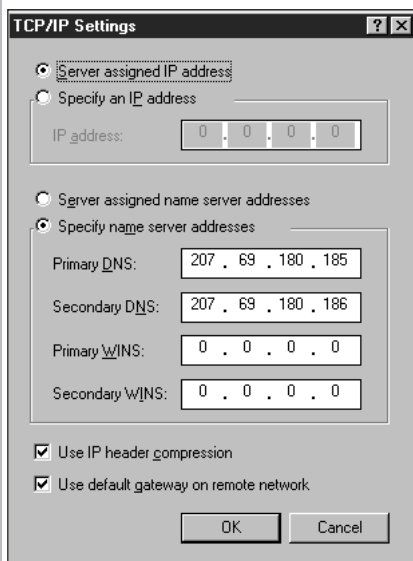 TCP/IP Settings
Server assigned IP address
Specify an IP address
IP address: 0 . 0 . 0 . 0
Server assigned name server addresses
Specify name server addresses
Primary DNS: 207 . 69 . 180 . 185
Secondary DNS: 207 . 69 . 180 . 186
Primary WINS: 0 . 0 . 0 . 0
Secondary WINS: 0 . 0 . 0 . 0
Use IP header compression
Use default gateway on remote network
OK Cancel